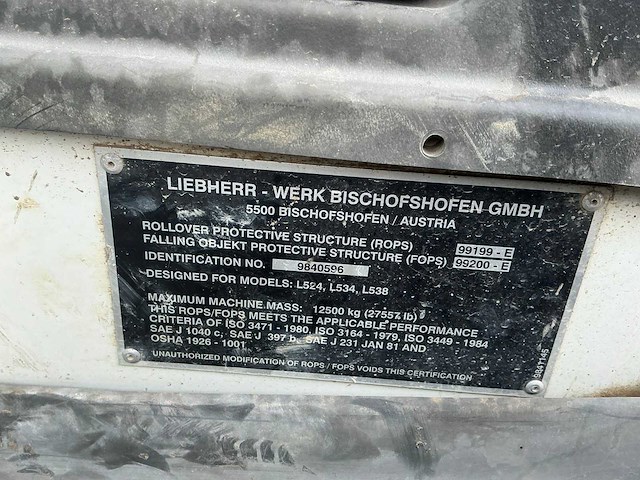 LIEBHERR - WERK BISCHOFSHOFEN GMBH
5500 BISCHOFSHOFEN / AUSTRIA
ROLLOVER PROTECTIVE STRUCTURE (ROPS) 99199 - E
FALLING OBJEKT PROTECTIVE STRUCTURE (FOPS) 99200 - E
IDENTIFICATION NO. 9840596
DESIGNED FOR MODELS: L524, L534, L538
MAXIMUM MACHINE MASS: 12500 kg (27557 lb)
THIS ROPS/FOPS MEETS THE APPLICABLE PERFORMANCE
CRITERIA OF ISO 3471 - 1980, ISO 3164 - 1979, ISO 3449 - 1984
SAE J 1040 c; SAE J 397 b, SAE J 231 JAN 81 AND
OSHA 1926 - 1001
UNAUTHORIZED MODIFICATION OF ROPS / FOPS VOIDS THIS CERTIFICATION
9841145